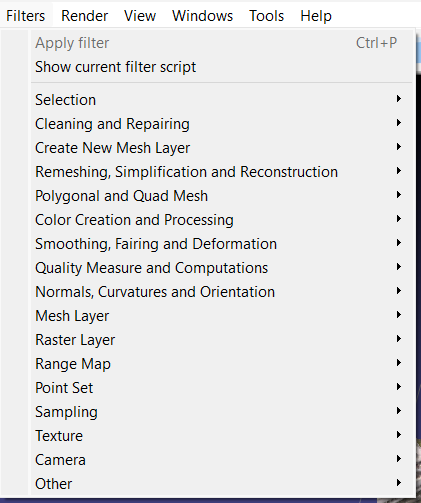 Filters Render View Windows Tools Help
Apply filter Ctrl+P
Show current filter script
Selection
Cleaning and Repairing
Create New Mesh Layer
Remeshing, Simplification and Reconstruction
Polygonal and Quad Mesh
Color Creation and Processing
Smoothing, Fairing and Deformation
Quality Measure and Computations
Normals, Curvatures and Orientation
Mesh Layer
Raster Layer
Range Map
Point Set
Sampling
Texture
Camera
Other